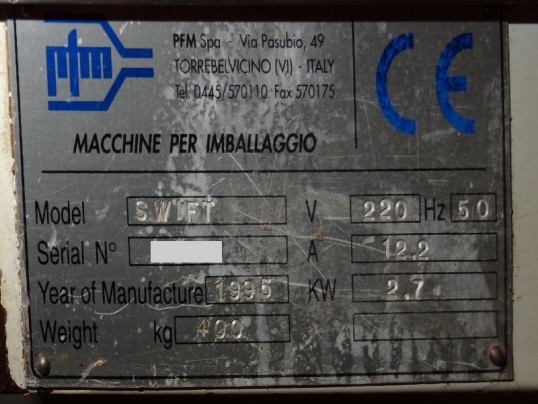 pfm
PFM Spa - Via Pasubio, 49
TORREBELVICINO (VI) - ITALY
Tel. 0445/570110 Fax 570175
CE
MACCHINE PER IMBALLAGGIO
Model SWIFT V 220 Hz 50
Serial N° A 12.2
Year of Manufacture 1995 KW 2.7
Weight kg 400